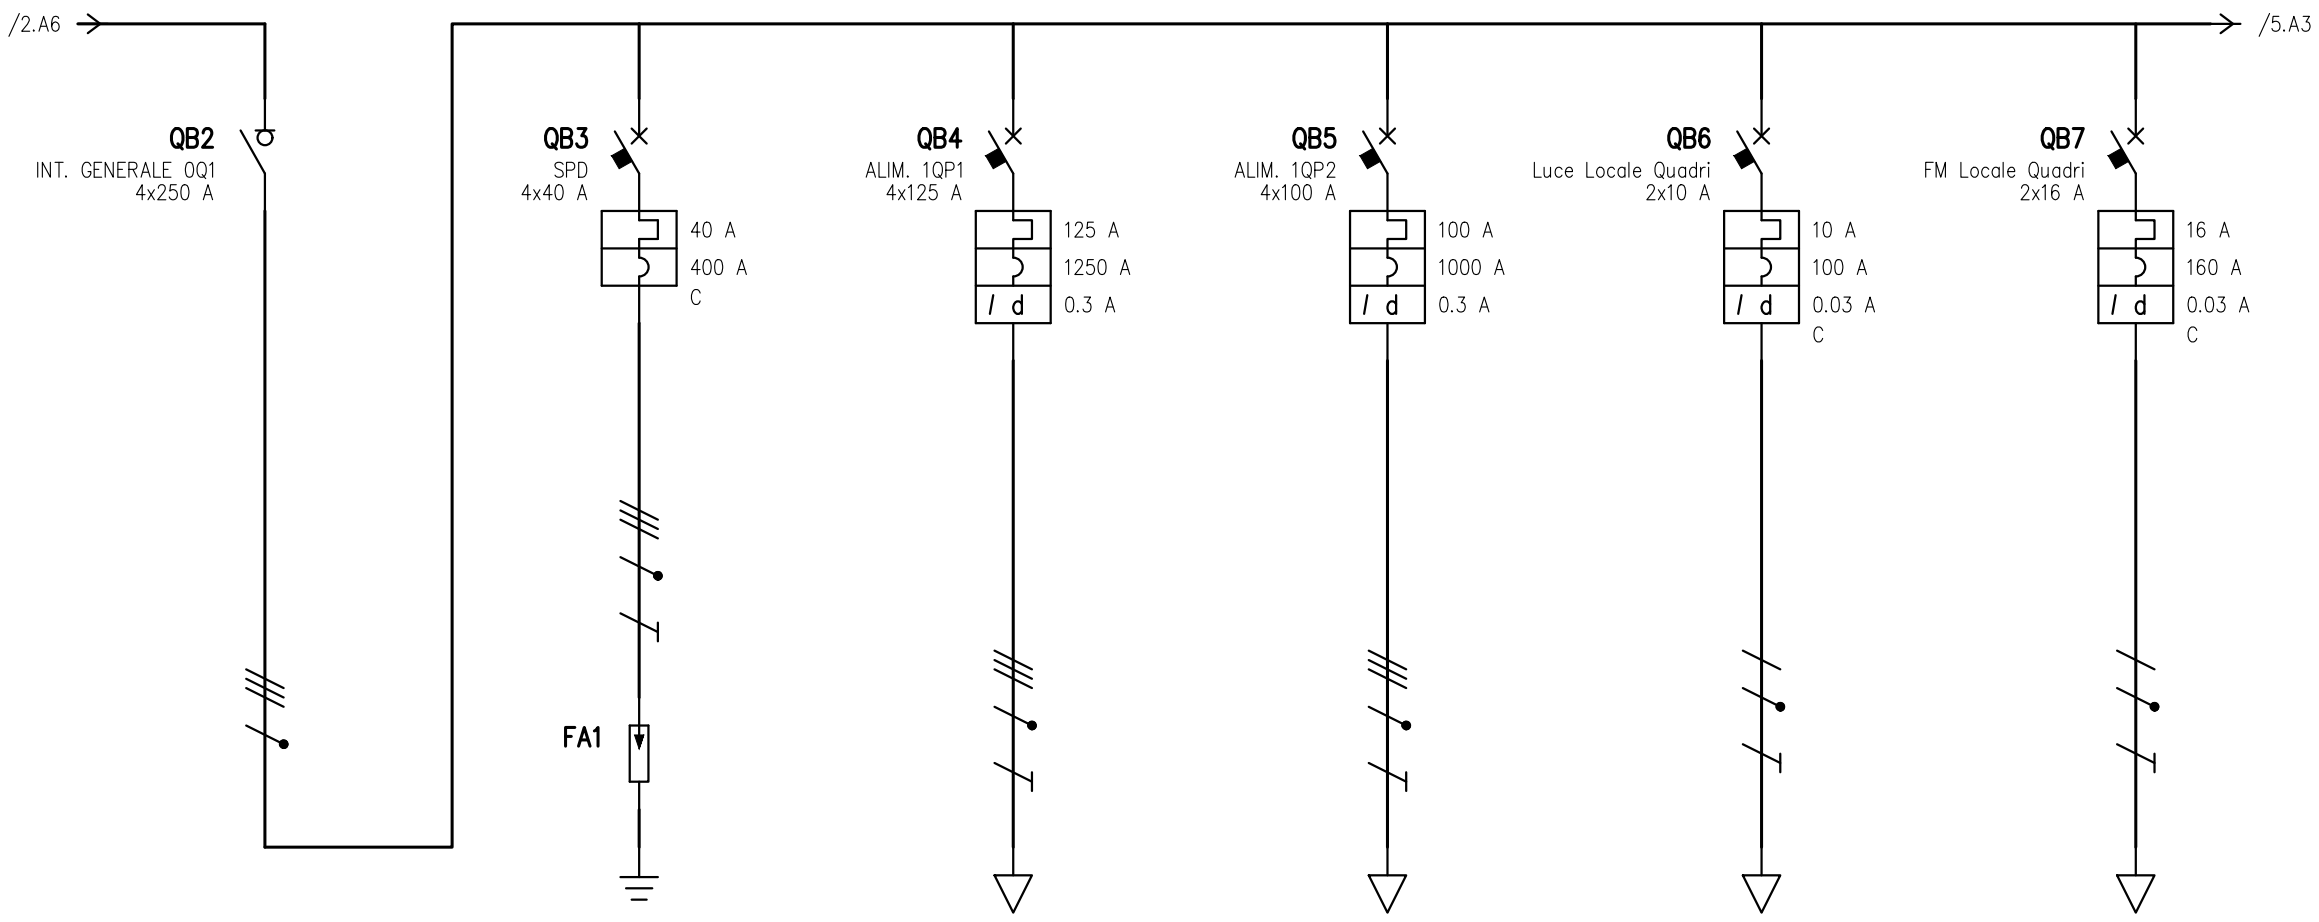 /2.A6
/5.A3
QB2
INT. GENERALE 0Q1
4x250 A
QB3
SPD
4x40 A
40 A
400 A
C
QB4
ALIM. 1QP1
4x125 A
125 A
1250 A
I d
0.3 A
QB5
ALIM. 1QP2
4x100 A
100 A
1000 A
I d
0.3 A
QB6
Luce Locale Quadri
2x10 A
10 A
100 A
I d
0.03 A
C
QB7
FM Locale Quadri
2x16 A
16 A
160 A
I d
0.03 A
C
FA1